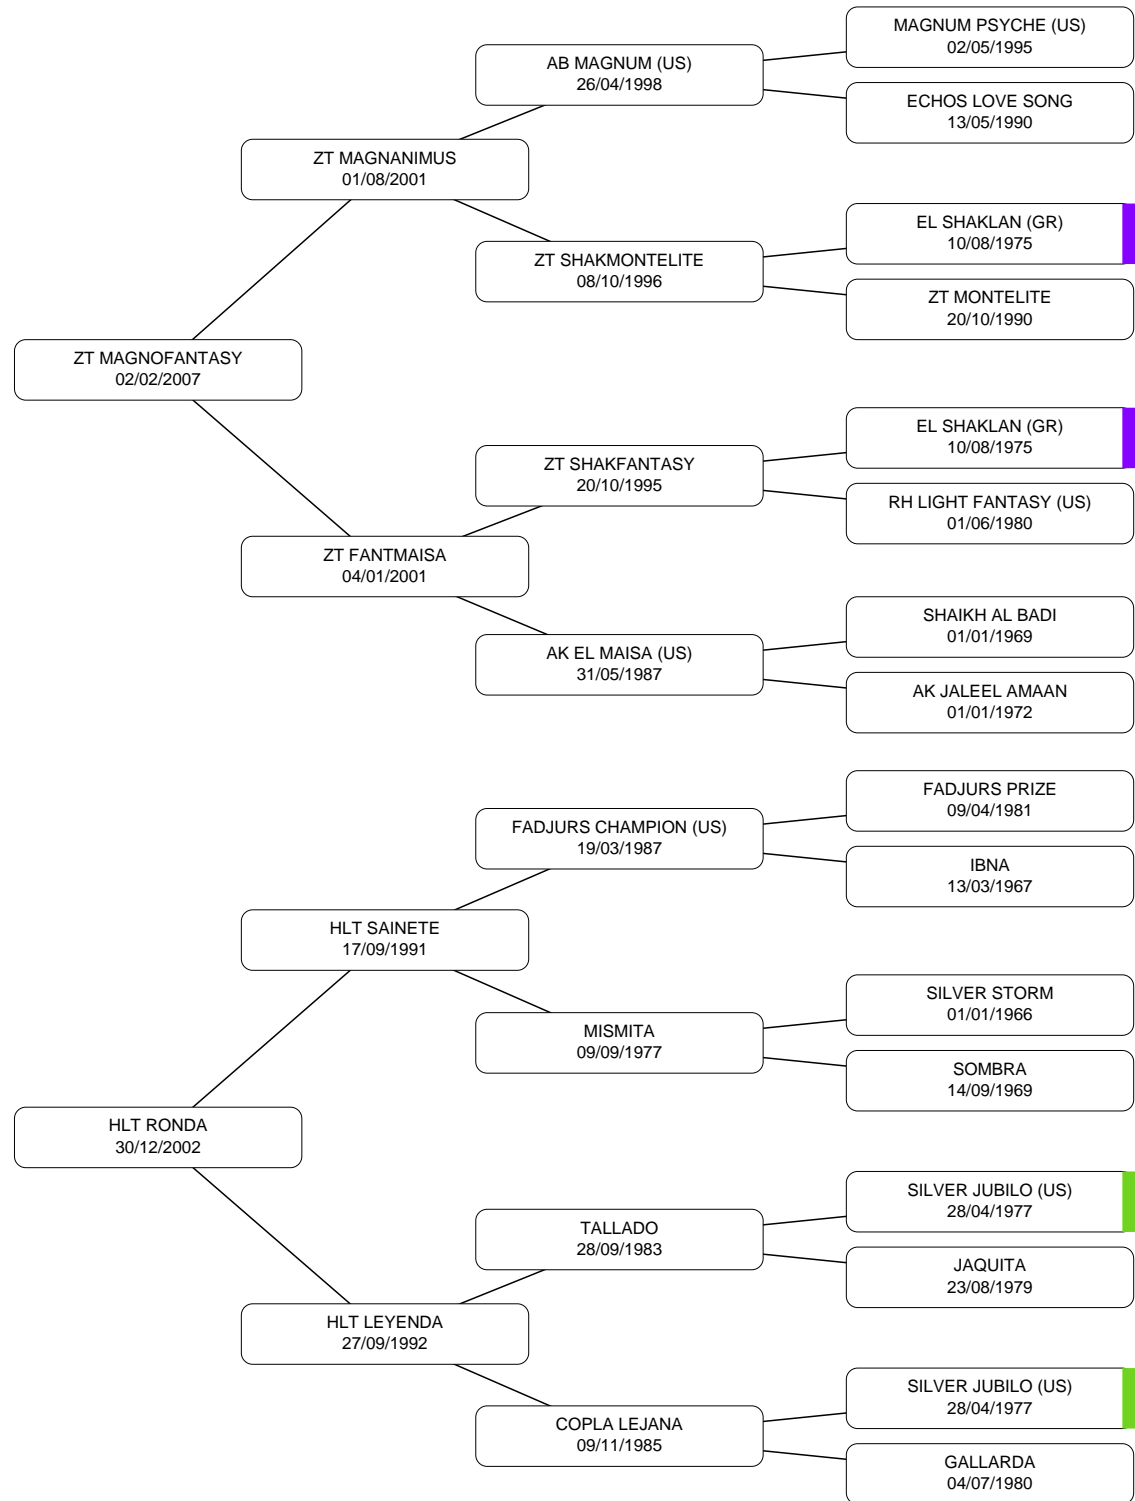 MAGNUM PSYCHE (US)
02/05/1995
AB MAGNUM (US)
26/04/1998
ECHOS LOVE SONG
13/05/1990
ZT MAGNANIMUS
01/08/2001
EL SHAKLAN (GR)
10/08/1975
ZT SHAKMONTELITE
08/10/1996
ZT MONTELITE
20/10/1990
ZT MAGNOFANTASY
02/02/2007
EL SHAKLAN (GR)
10/08/1975
ZT SHAKFANTASY
20/10/1995
RH LIGHT FANTASY (US)
01/06/1980
ZT FANTMAISA
04/01/2001
SHAIKH AL BADI
01/01/1969
AK EL MAISA (US)
31/05/1987
AK JALEEL AMAAN
01/01/1972
FADJURS PRIZE
09/04/1981
FADJURS CHAMPION (US)
19/03/1987
IBNA
13/03/1967
HLT SAINETE
17/09/1991
SILVER STORM
01/01/1966
MISMITA
09/09/1977
SOMBRA
14/09/1969
HLT RONDA
30/12/2002
SILVER JUBILO (US)
28/04/1977
TALLADO
28/09/1983
JAQUITA
23/08/1979
HLT LEYENDA
27/09/1992
SILVER JUBILO (US)
28/04/1977
COPLA LEJANA
09/11/1985
GALLARDA
04/07/1980